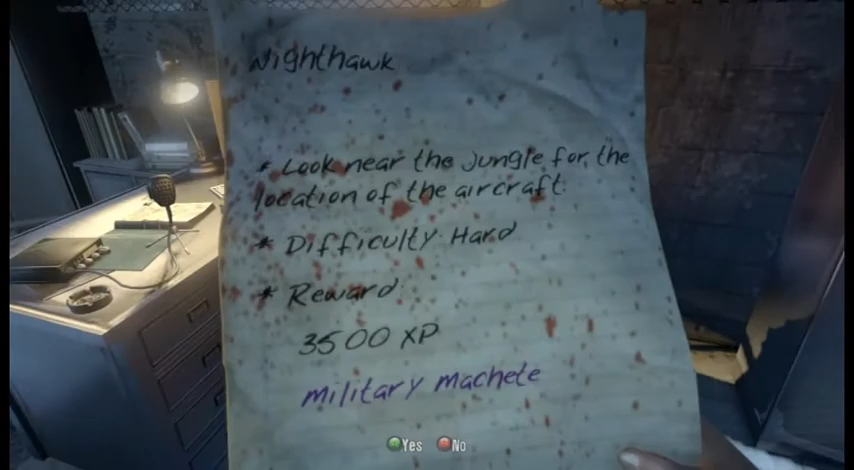 Nighthawk
* Look near the jungle for the
location of the aircraft.
* Difficulty Hard
* Reward
3500 XP
military machete
Yes No